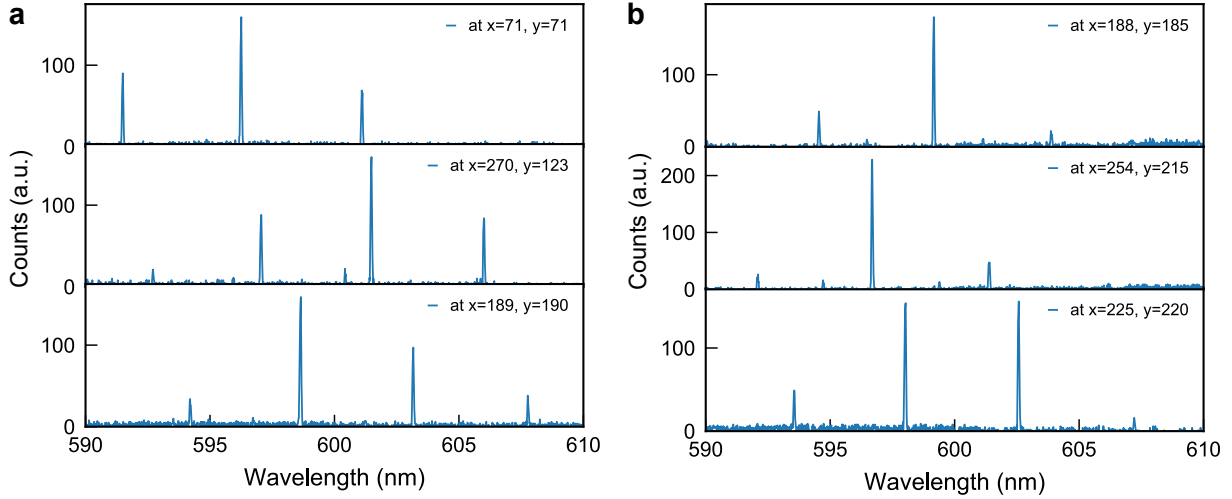 a
at x=71, y=71
100
0
at x=270, y=123
100
0
at x=189, y=190
100
0
590 595 600 605 610
Wavelength (nm)
Counts (a.u.)
b
at x=188, y=185
100
0
at x=254, y=215
200
100
0
at x=225, y=220
100
0
590 595 600 605 610
Wavelength (nm)
Counts (a.u.)